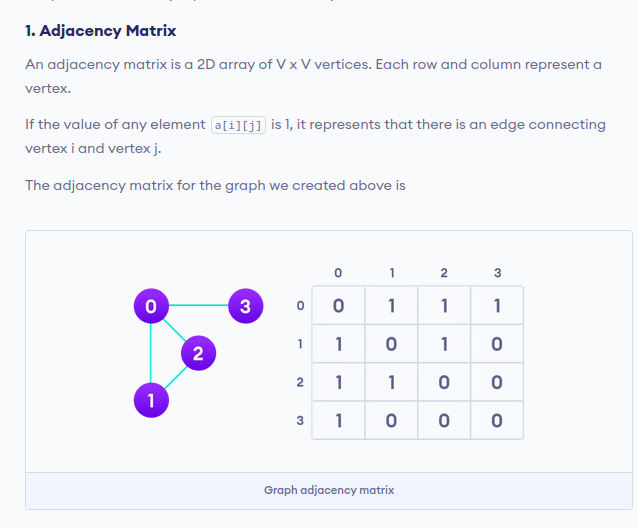 1. Adjacency Matrix
An adjacency matrix is a 2D array of V x V vertices. Each row and column represent a
vertex.
If the value of any element a[i][j] is 1, it represents that there is an edge connecting
vertex i and vertex j.
The adjacency matrix for the graph we created above is
0 3
2
1
0 1 2 3
0 0 1 1 1
1 1 0 1 0
2 1 1 0 0
3 1 0 0 0
Graph adjacency matrix